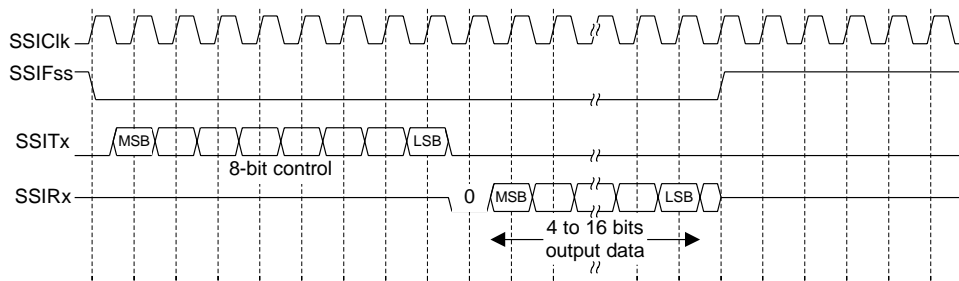 SSIClk
SSIFss
SSITx
MSB
LSB
8-bit control
SSIRx
0
MSB
LSB
4 to 16 bits
output data